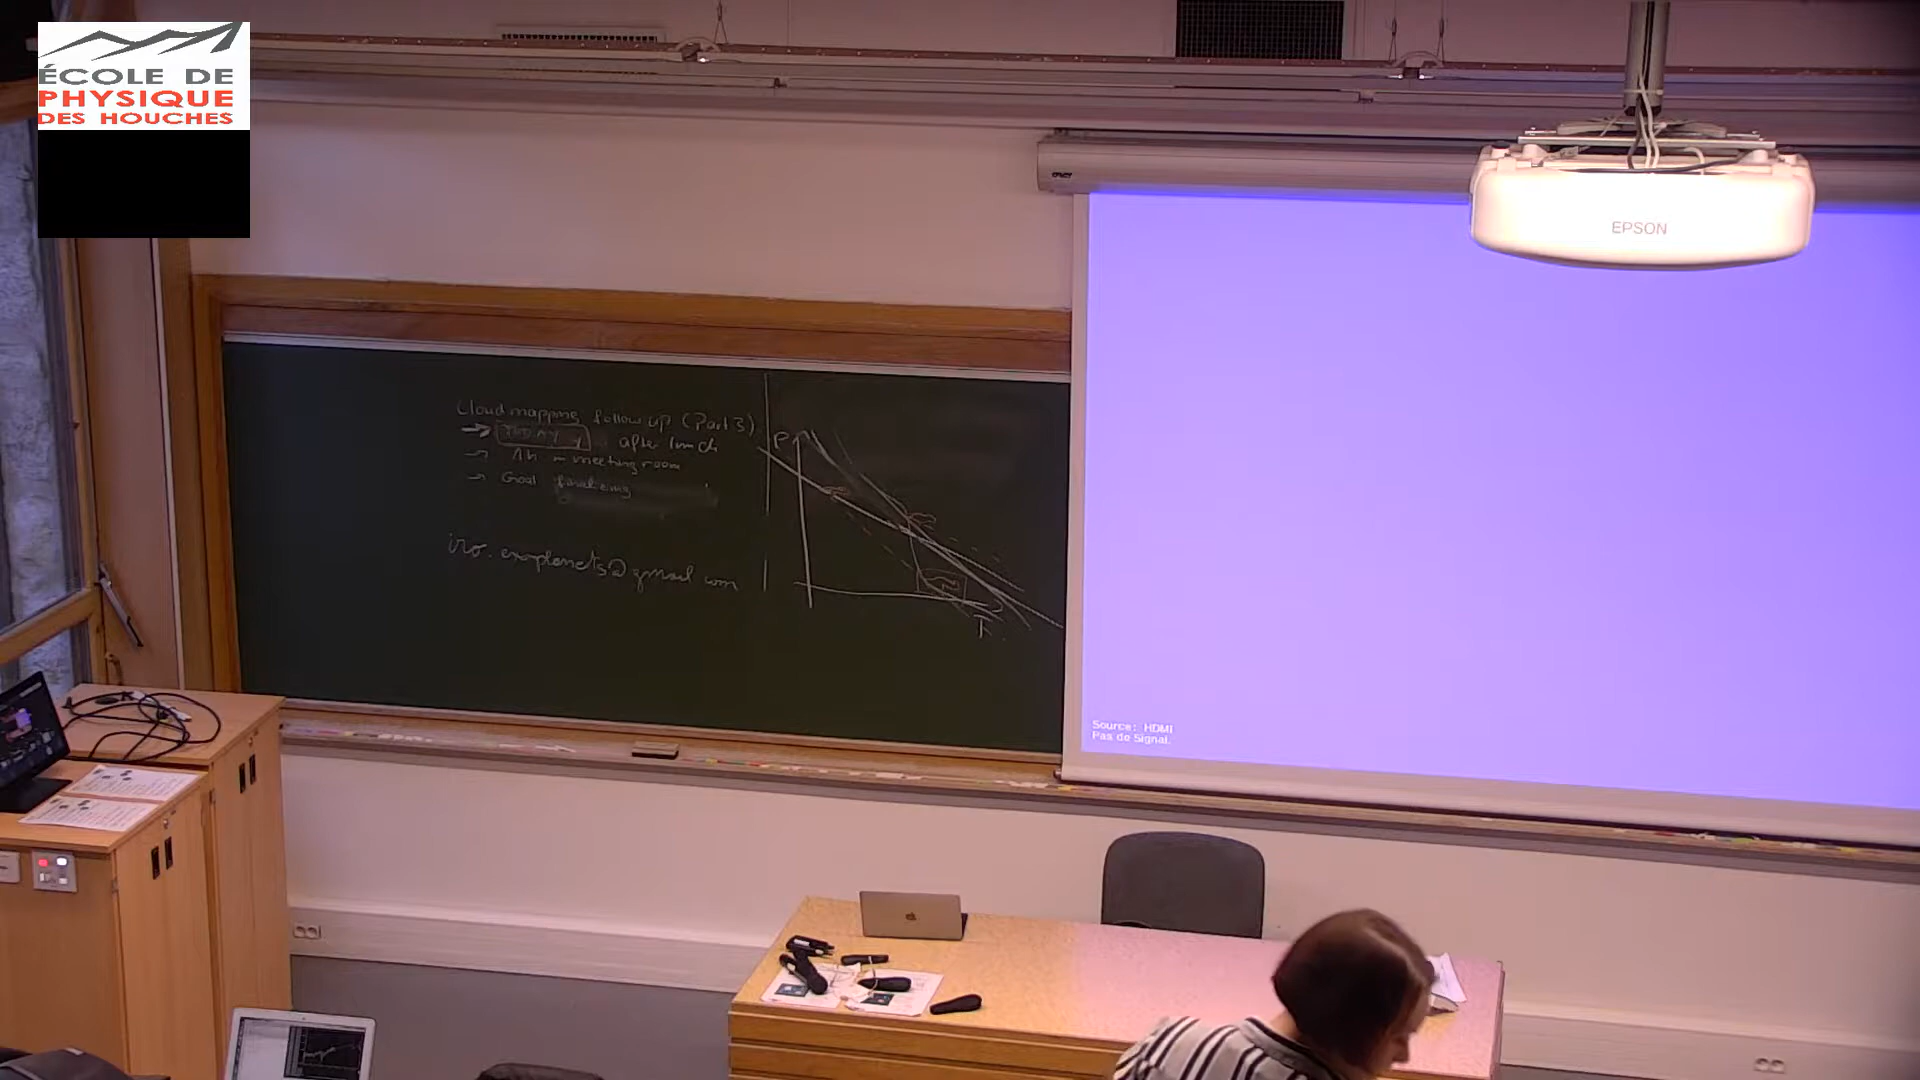 ÉCOLE DE
PHYSIQUE
DES HOUCHES
EPSON
Cloud mapping follow up (Part 3)
TODAY after lunch
1h meeting room
Goal
P
T
exoplanets@gmail.com
Source: HDMI
Pas de Signal.